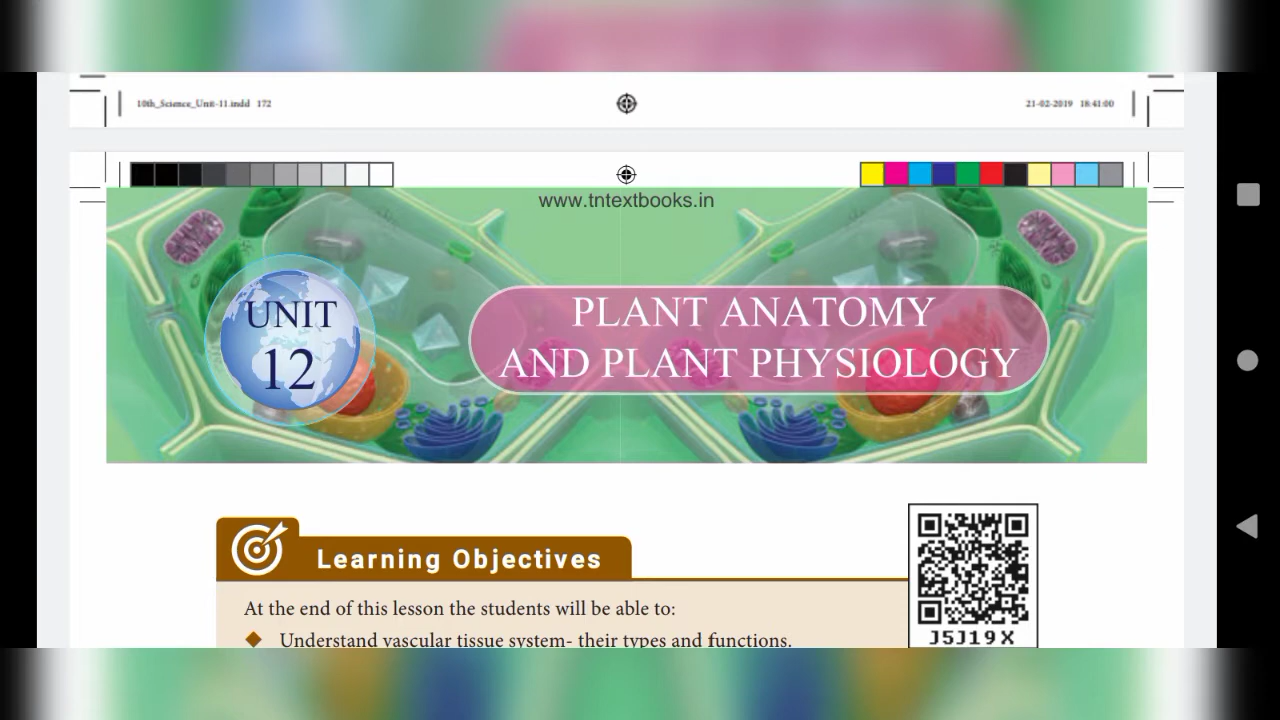 10th_Science_Unit-11.indd 172
21-02-2019 18:41:00
www.tntextbooks.in
UNIT
12
PLANT ANATOMY
AND PLANT PHYSIOLOGY
Learning Objectives
At the end of this lesson the students will be able to:
Understand vascular tissue system- their types and functions.
J5J19X